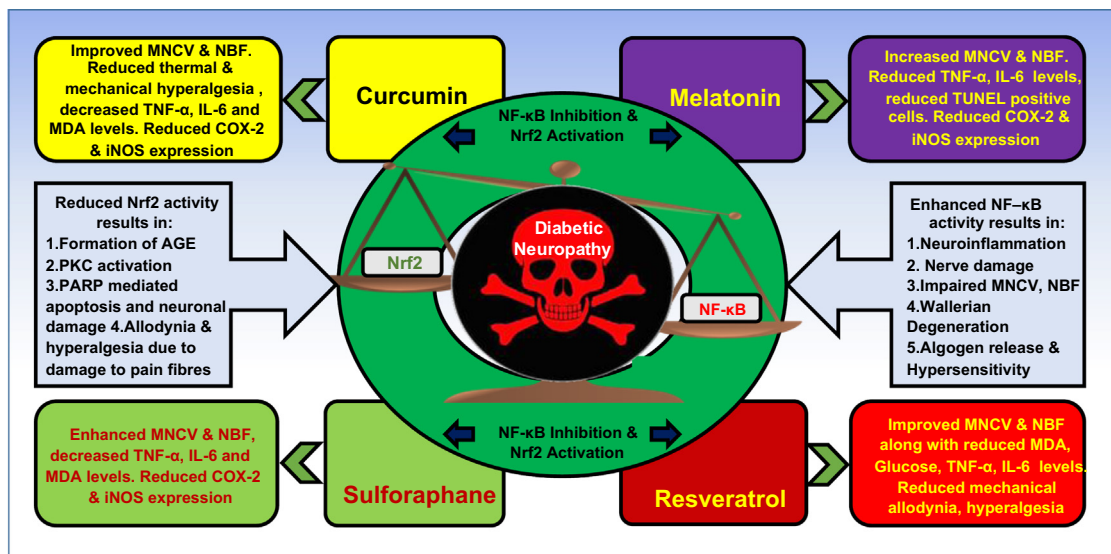 Improved MNCV & NBF.
Reduced thermal &
mechanical hyperalgesia ,
decreased TNF-α, IL-6 and
MDA levels. Reduced COX-2
& iNOS expression
Curcumin
Melatonin
Increased MNCV & NBF.
Reduced TNF-α, IL-6 levels,
reduced TUNEL positive
cells. Reduced COX-2 &
iNOS expression
NF-κB Inhibition &
Nrf2 Activation
Reduced Nrf2 activity
results in:
1.Formation of AGE
2.PKC activation
3.PARP mediated
apoptosis and neuronal
damage 4.Allodynia &
hyperalgesia due to
damage to pain fibres
Nrf2
Diabetic
Neuropathy
NF-κB
Enhanced NF–κB
activity results in:
1.Neuroinflammation
2. Nerve damage
3.Impaired MNCV, NBF
4.Wallerian
Degeneration
5.Algogen release &
Hypersensitivity
Enhanced MNCV & NBF,
decreased TNF-α, IL-6 and
MDA levels. Reduced COX-2
& iNOS expression
Sulforaphane
NF-κB Inhibition &
Nrf2 Activation
Resveratrol
Improved MNCV & NBF
along with reduced MDA,
Glucose, TNF-α, IL-6 levels.
Reduced mechanical
allodynia, hyperalgesia